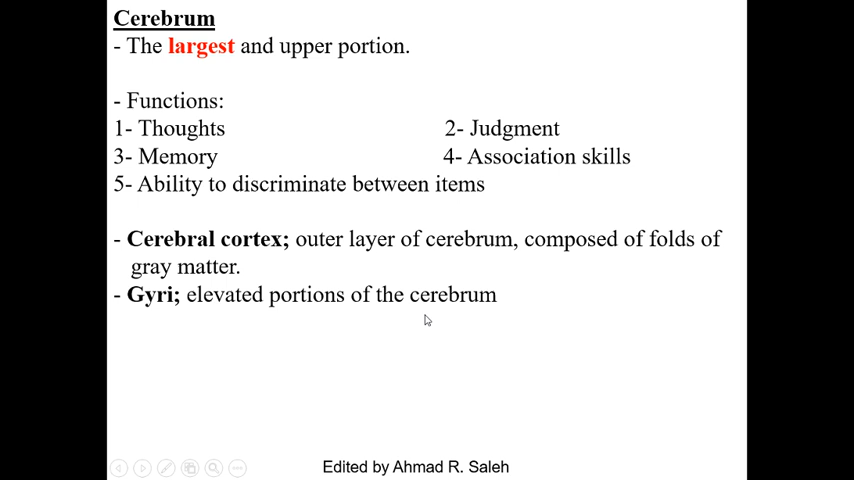 Cerebrum
- The largest and upper portion.
- Functions:
1- Thoughts 2- Judgment
3- Memory 4- Association skills
5- Ability to discriminate between items
- Cerebral cortex; outer layer of cerebrum, composed of folds of
gray matter.
- Gyri; elevated portions of the cerebrum
Edited by Ahmad R. Saleh